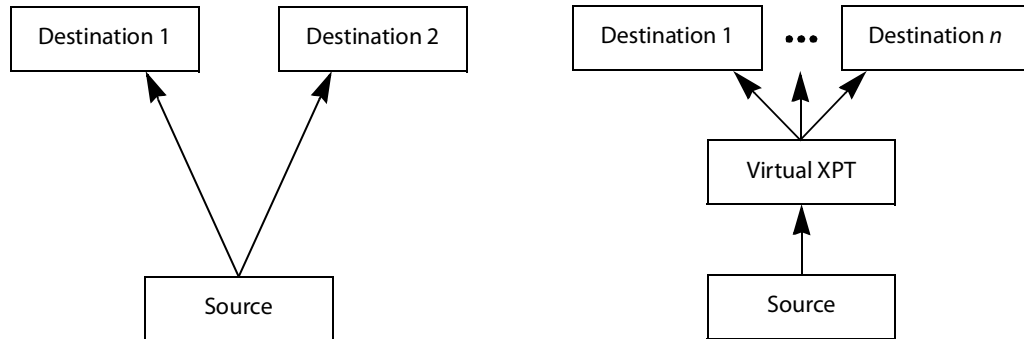 Destination 1
Destination 2
Source
Destination 1
•••
Destination n
Virtual XPT
Source